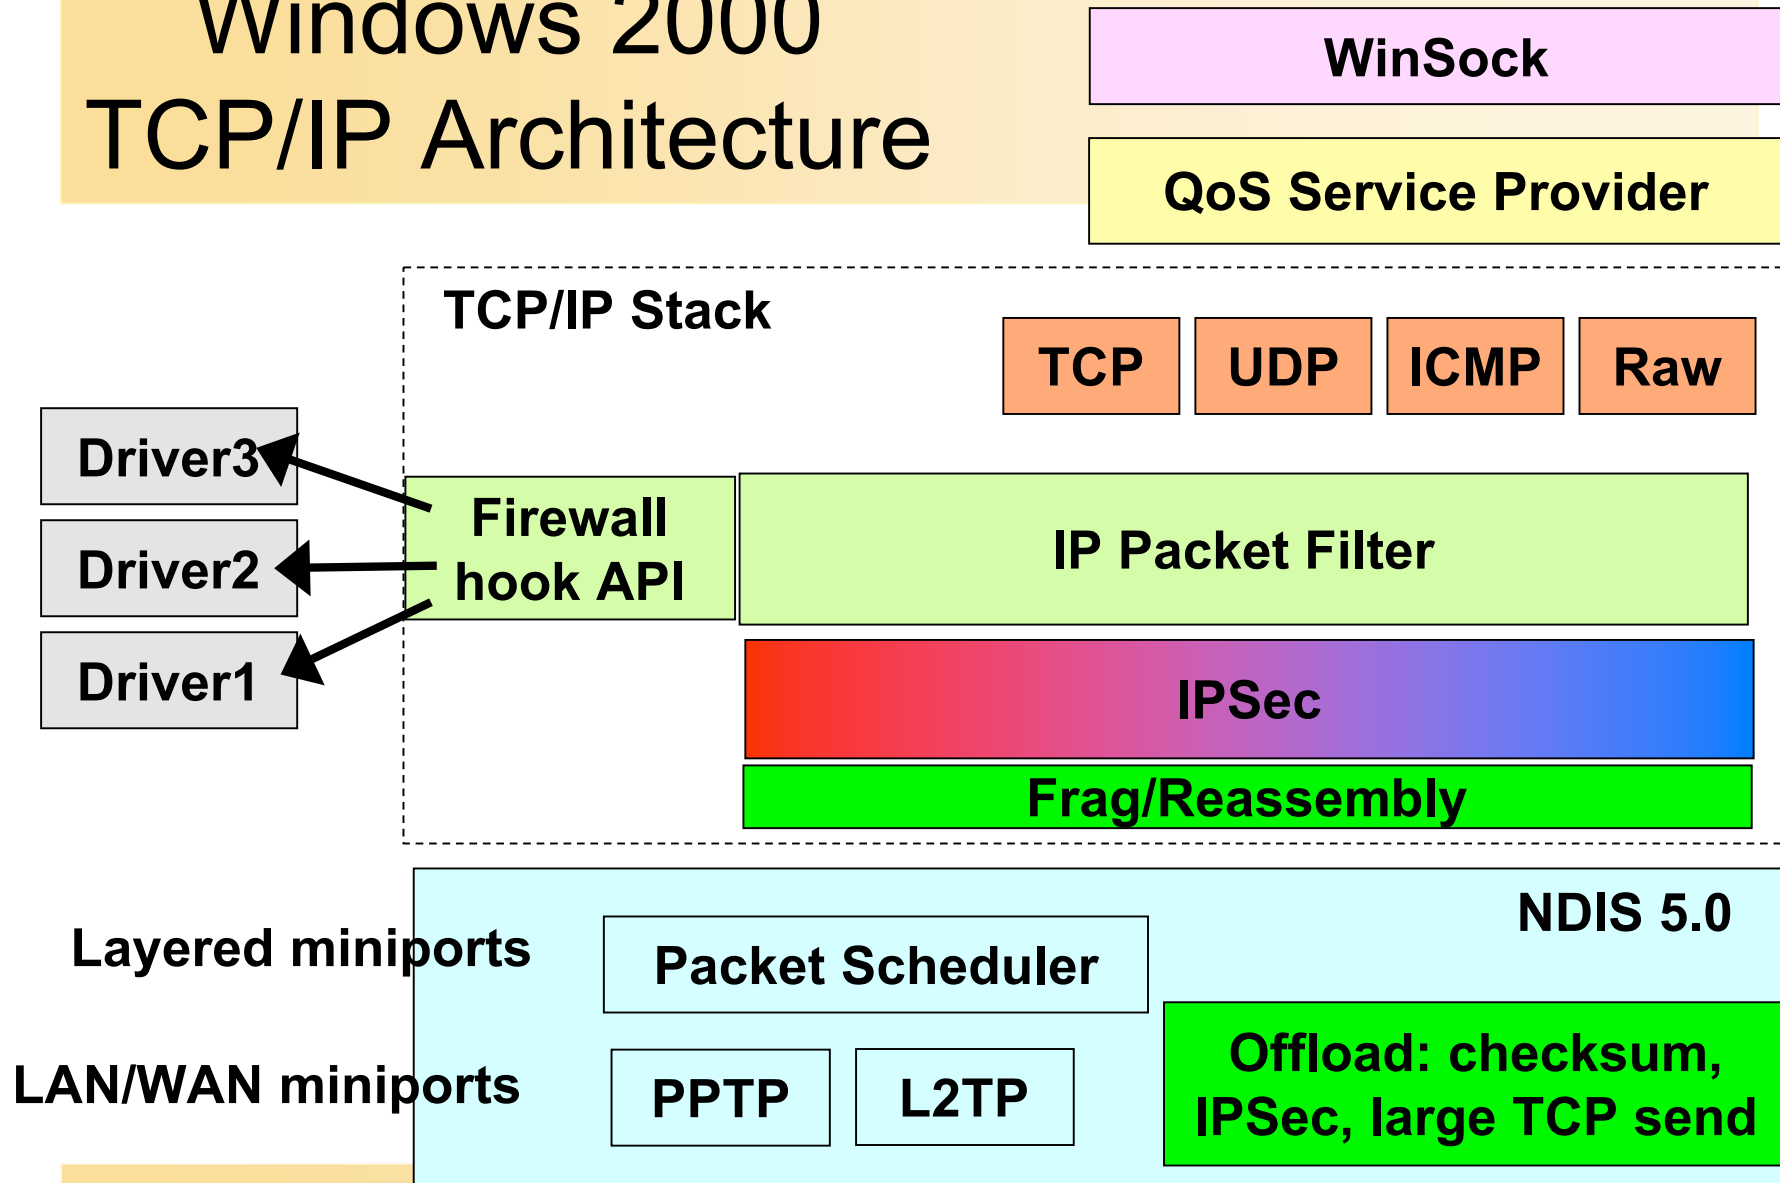 Windows 2000
TCP/IP Architecture
WinSock
QoS Service Provider
TCP/IP Stack
TCP
UDP
ICMP
Raw
Driver3
Driver2
Driver1
Firewall
hook API
IP Packet Filter
IPSec
Frag/Reassembly
NDIS 5.0
Layered miniports
Packet Scheduler
LAN/WAN miniports
PPTP
L2TP
Offload: checksum,
IPSec, large TCP send